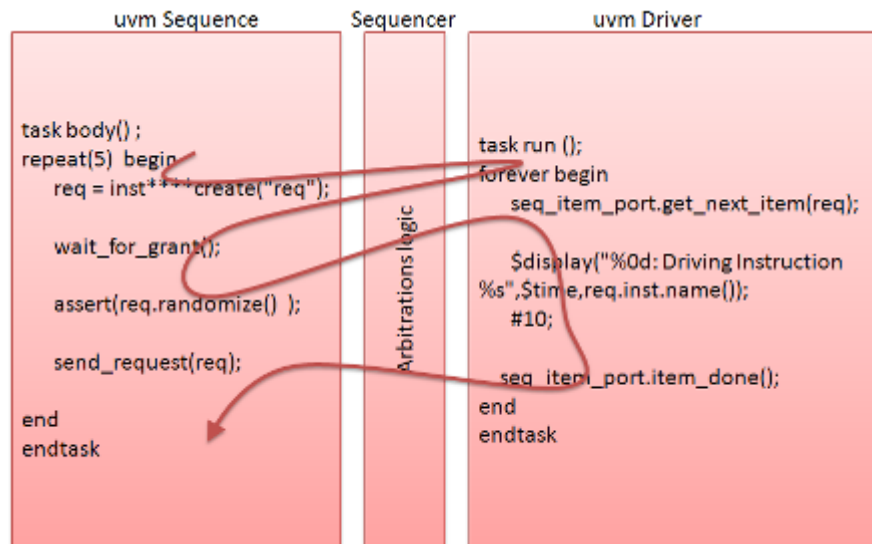 uvm Sequence
Sequencer
uvm Driver
task body() ;
repeat(5) begin
req = inst****create("req");
wait_for_grant();
assert(req.randomize() );
send_request(req);
end
endtask
Arbitrations logic
task run ();
forever begin
seq_item_port.get_next_item(req);
$display("%0d: Driving Instruction
%s",$time,req.inst.name());
#10;
seq_item_port.item_done();
end
endtask